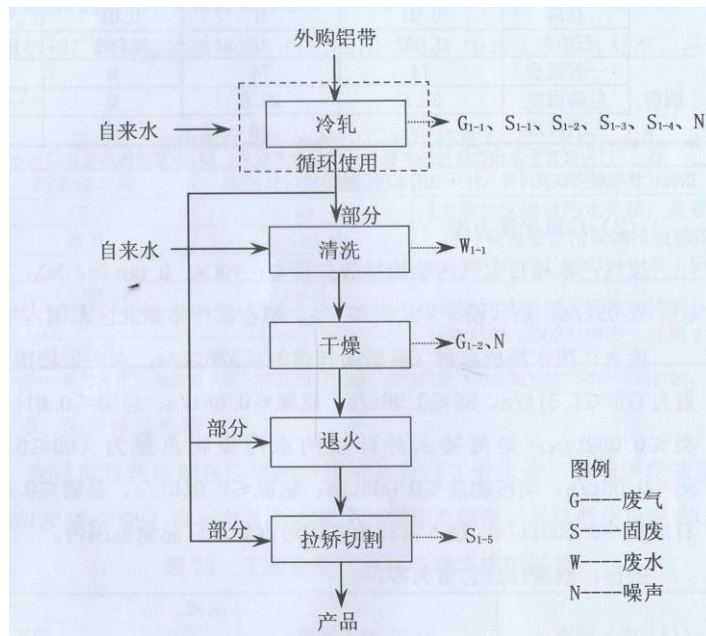 外购铝带
自来水
冷轧
G₁₋₁、S₁₋₁、S₁₋₂、S₁₋₃、S₁₋₄、N
循环使用
部分
自来水
清洗
W₁₋₁
干燥
G₁₋₂、N
部分
退火
部分
拉矫切割
S₁₋₅
产品
图例
G——废气
S——固废
W——废水
N——噪声